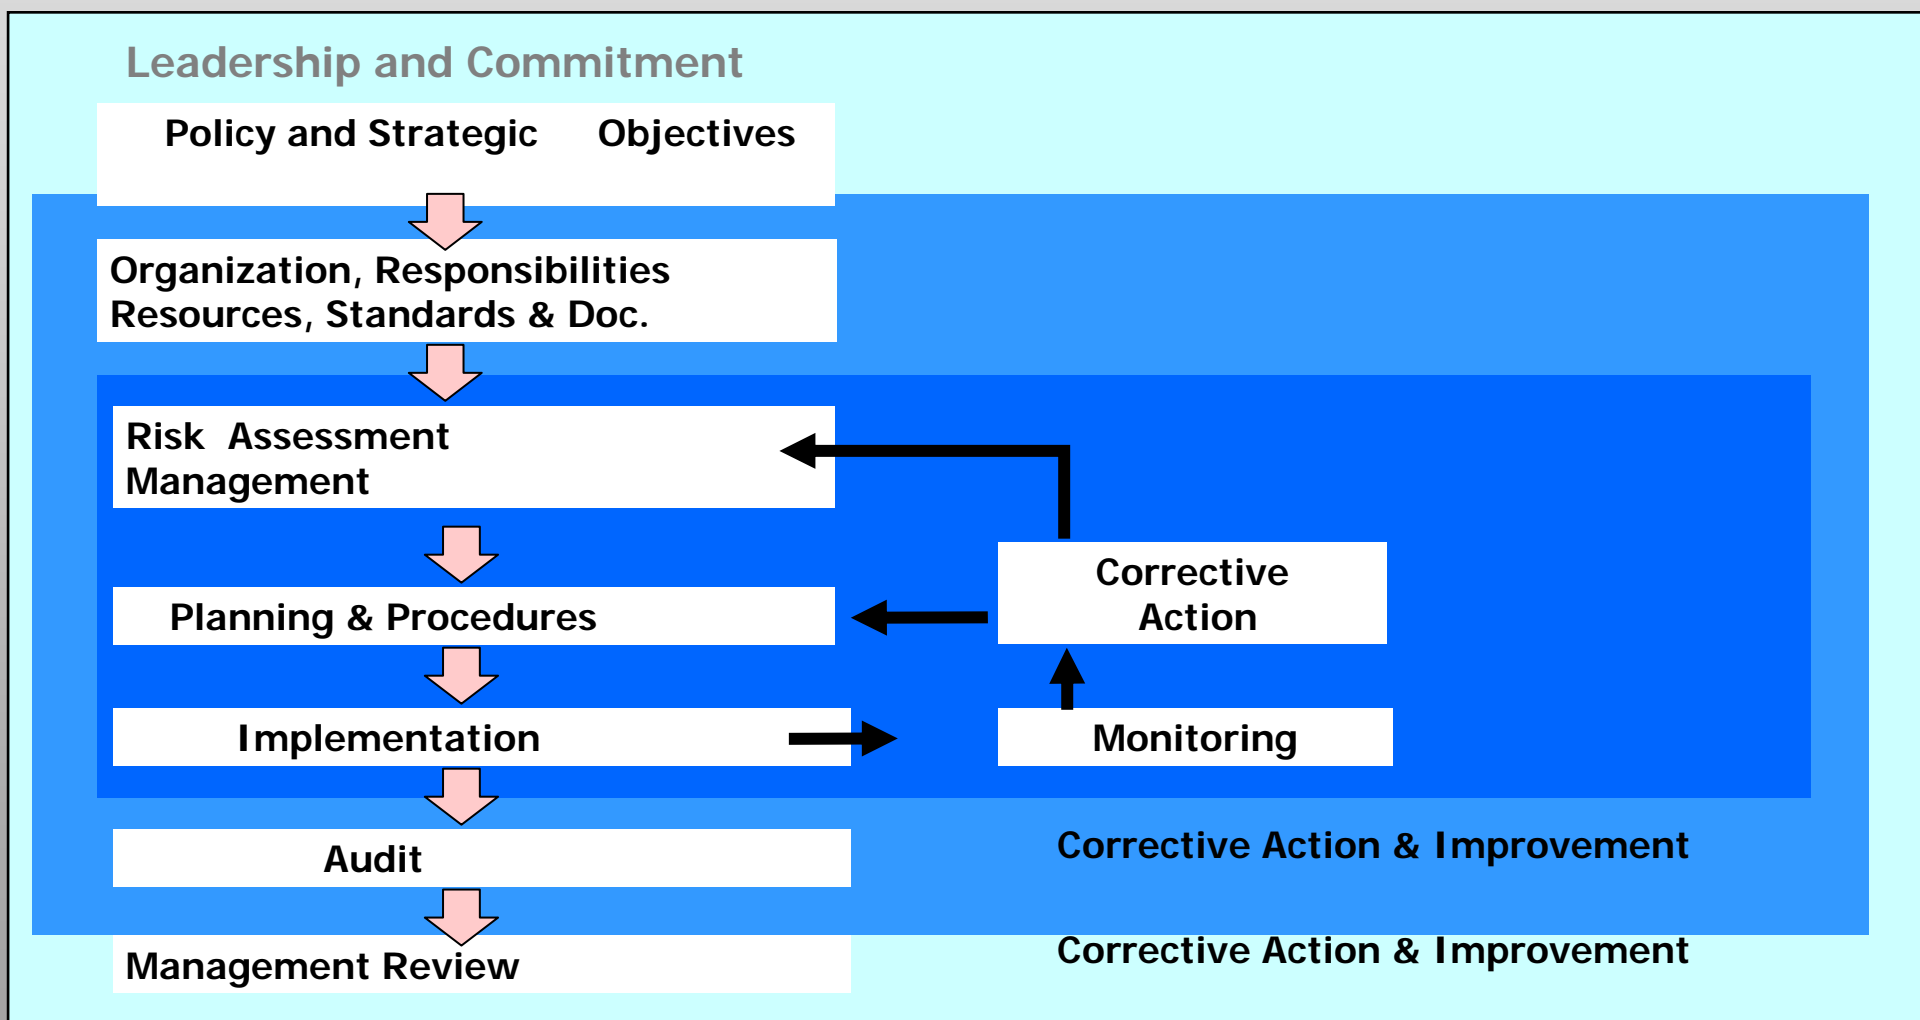 Leadership and Commitment
Policy and Strategic Objectives
Organization, Responsibilities
Resources, Standards & Doc.
Risk Assessment
Management
Corrective
Action
Planning & Procedures
Implementation
Monitoring
Audit
Corrective Action & Improvement
Management Review
Corrective Action & Improvement